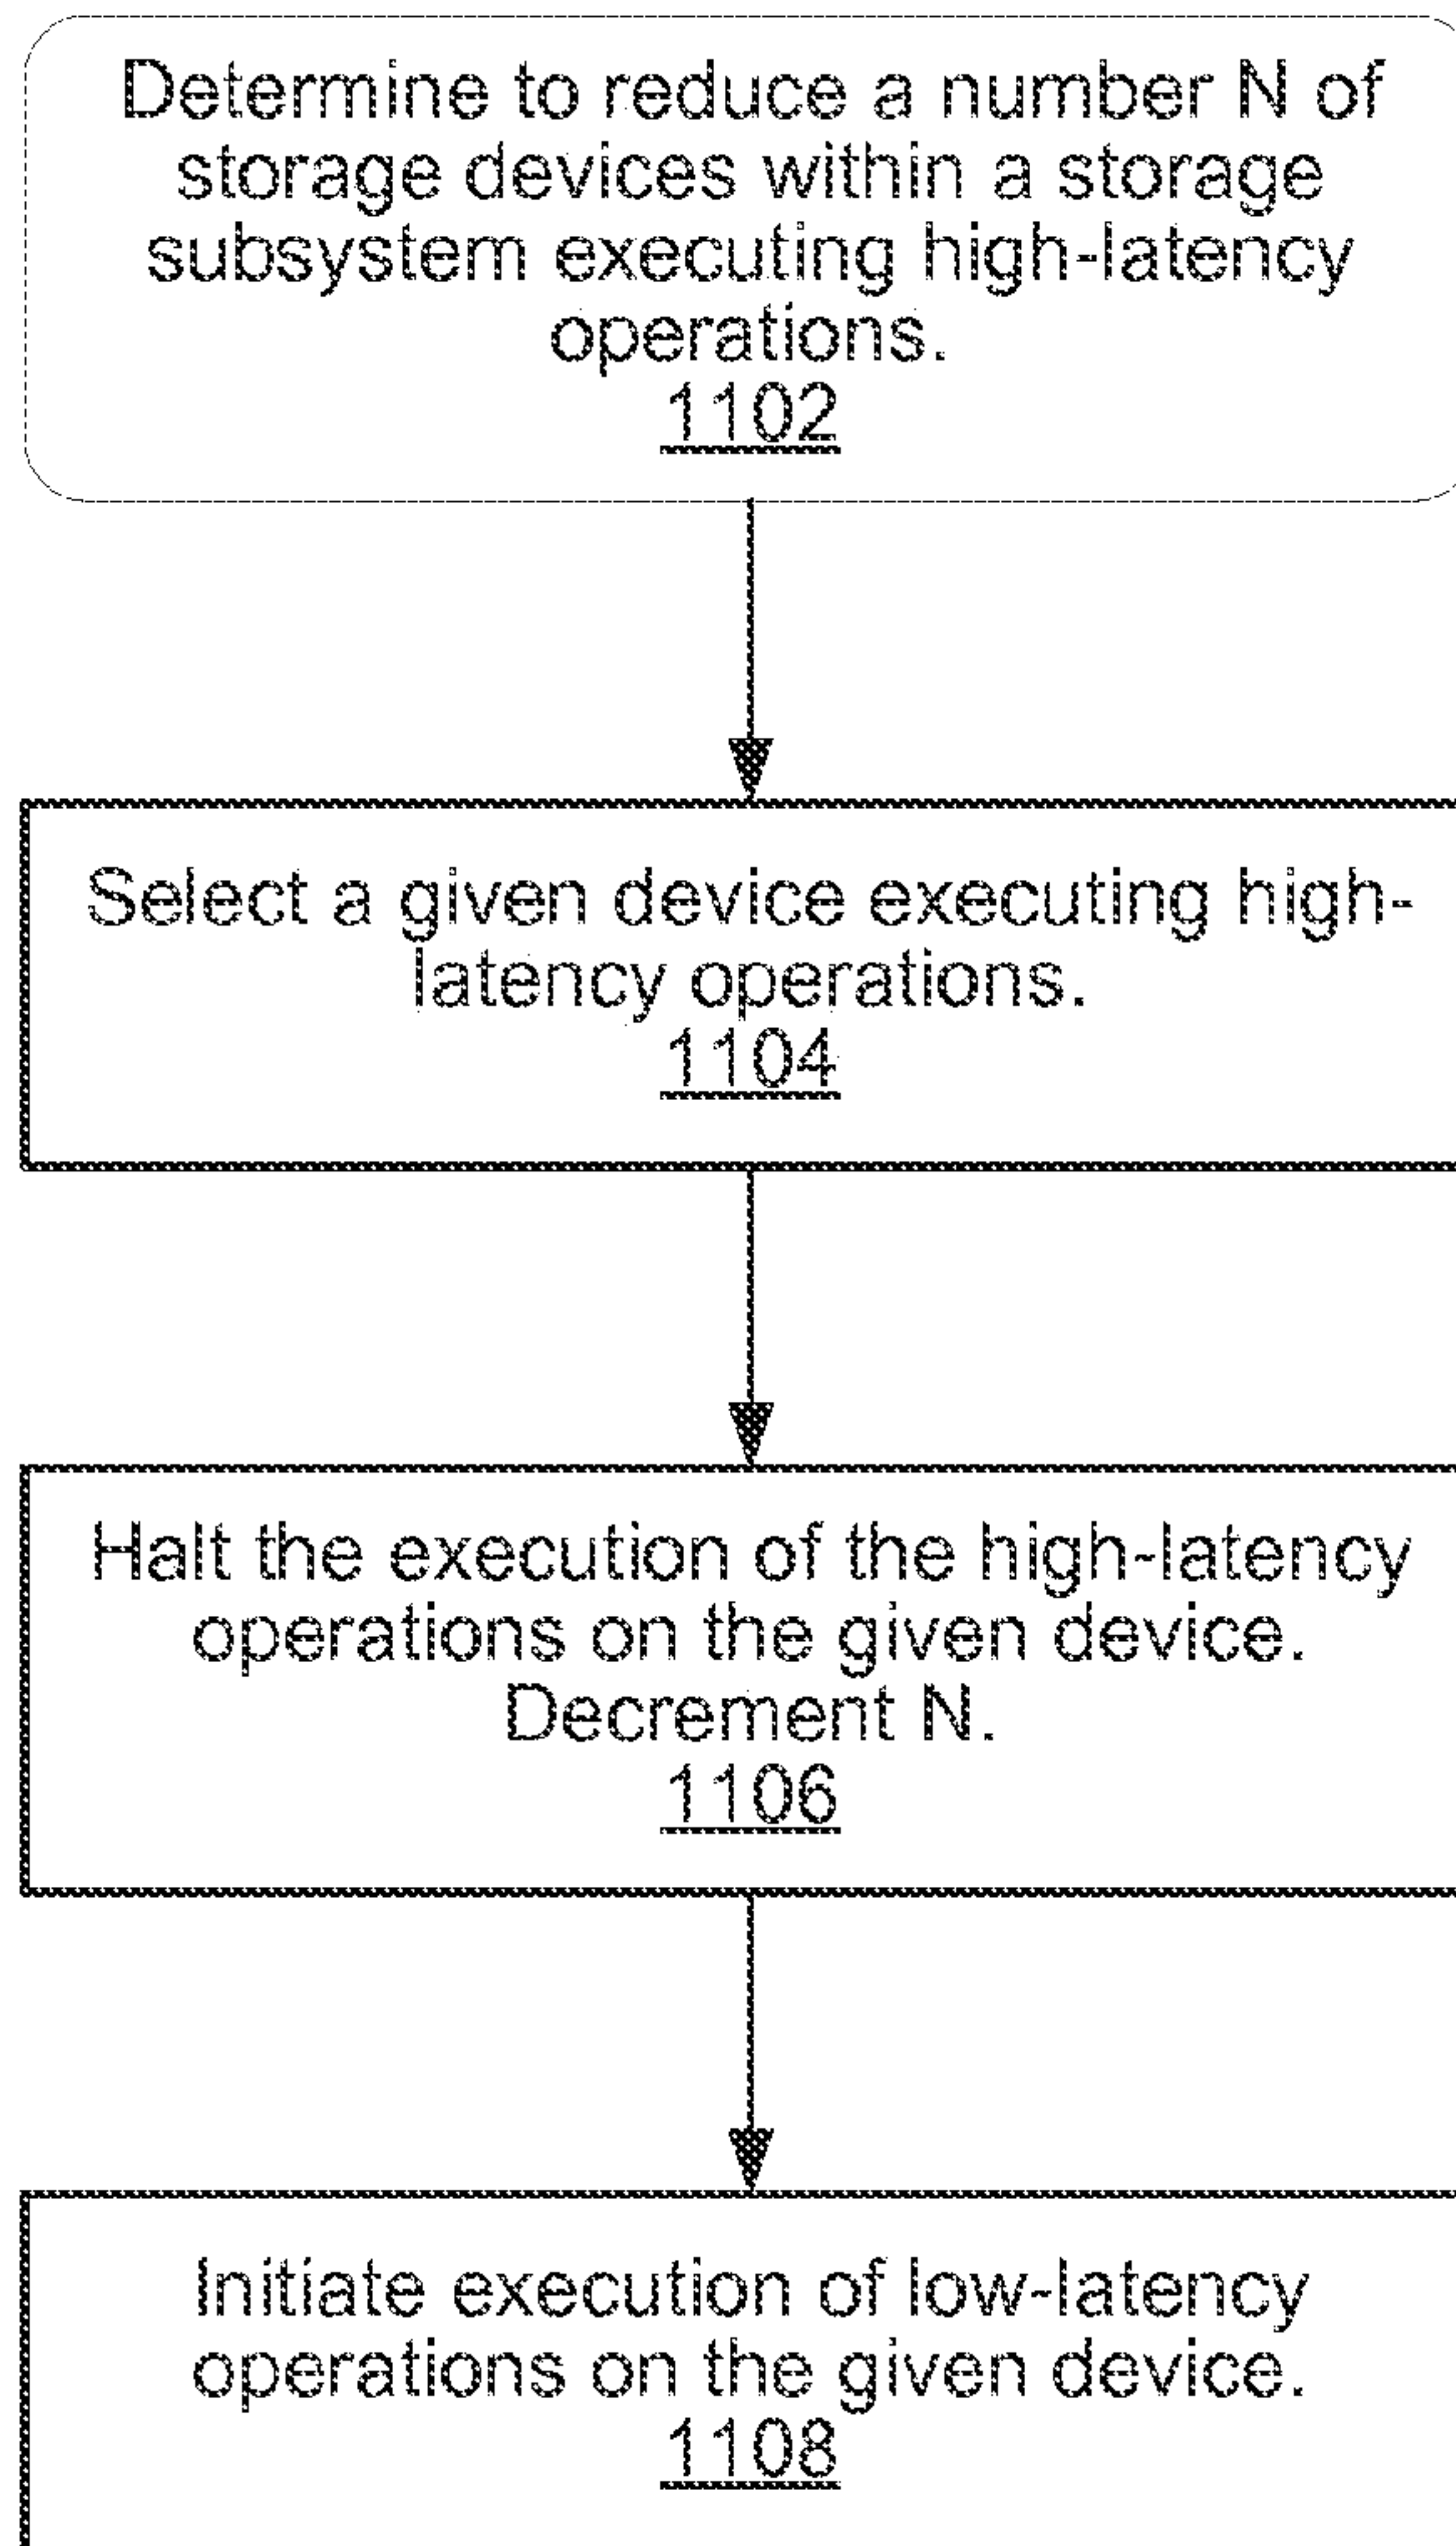 Determine to reduce a number N of
storage devices within a storage
subsystem executing high-latency
operations.
1102
Select a given device executing high-
latency operations.
1104
Halt the execution of the high-latency
operations on the given device.
Decrement N.
1106
Initiate execution of low-latency
operations on the given device.
1108